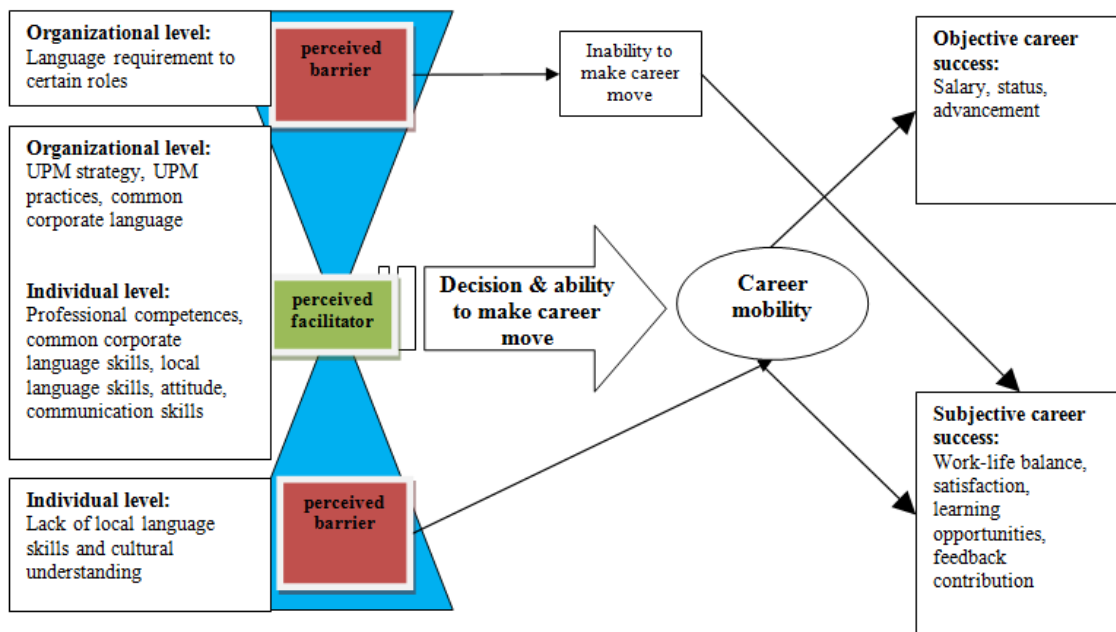 Organizational level:
Language requirement to
certain roles
perceived
barrier
Inability to
make career
move
Objective career
success:
Salary, status,
advancement
Organizational level:
UPM strategy, UPM
practices, common
corporate language
Individual level:
Professional competences,
common corporate
language skills, local
language skills, attitude,
communication skills
perceived
facilitator
Decision & ability
to make career
move
Career
mobility
Individual level:
Lack of local language
skills and cultural
understanding
perceived
barrier
Subjective career
success:
Work-life balance,
satisfaction,
learning
opportunities,
feedback
contribution